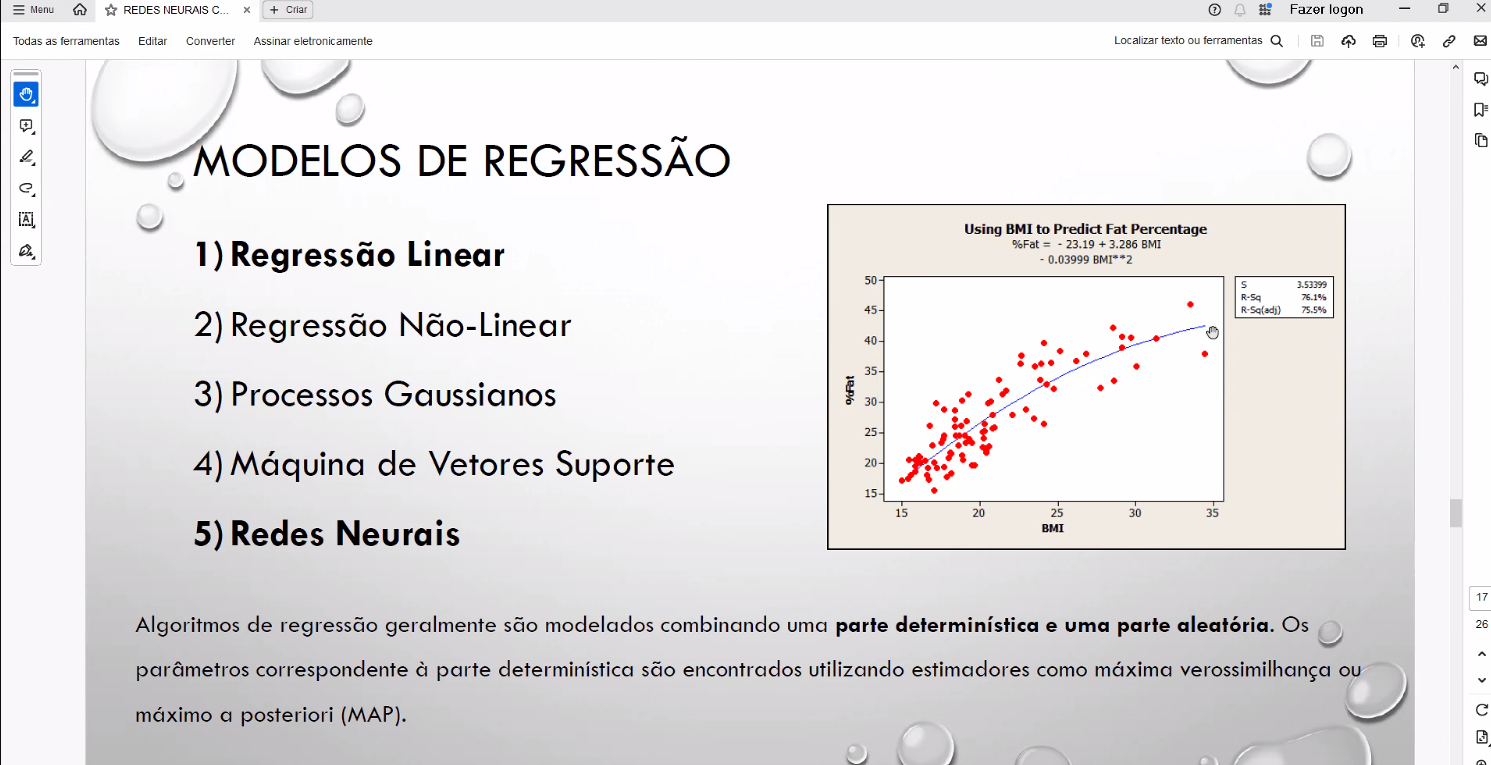 Menu
REDES NEURAIS C...
Criar
Fazer logon
Todas as ferramentas
Editar
Converter
Assinar eletronicamente
Localizar texto ou ferramentas
MODELOS DE REGRESSÃO
1) Regressão Linear
2) Regressão Não-Linear
3) Processos Gaussianos
4) Máquina de Vetores Suporte
5) Redes Neurais
Using BMI to Predict Fat Percentage
%Fat = - 23.19 + 3.286 BMI
- 0.03999 BMI**2
S 3.53399
R-Sq 76.1%
R-Sq(adj) 75.5%
%Fat
50
45
40
35
30
25
20
15
15 20 25 30 35
BMI
Algoritmos de regressão geralmente são modelados combinando uma parte determinística e uma parte aleatória. Os
parâmetros correspondente à parte determinística são encontrados utilizando estimadores como máxima verossimilhança ou
máximo a posteriori (MAP).
17
26